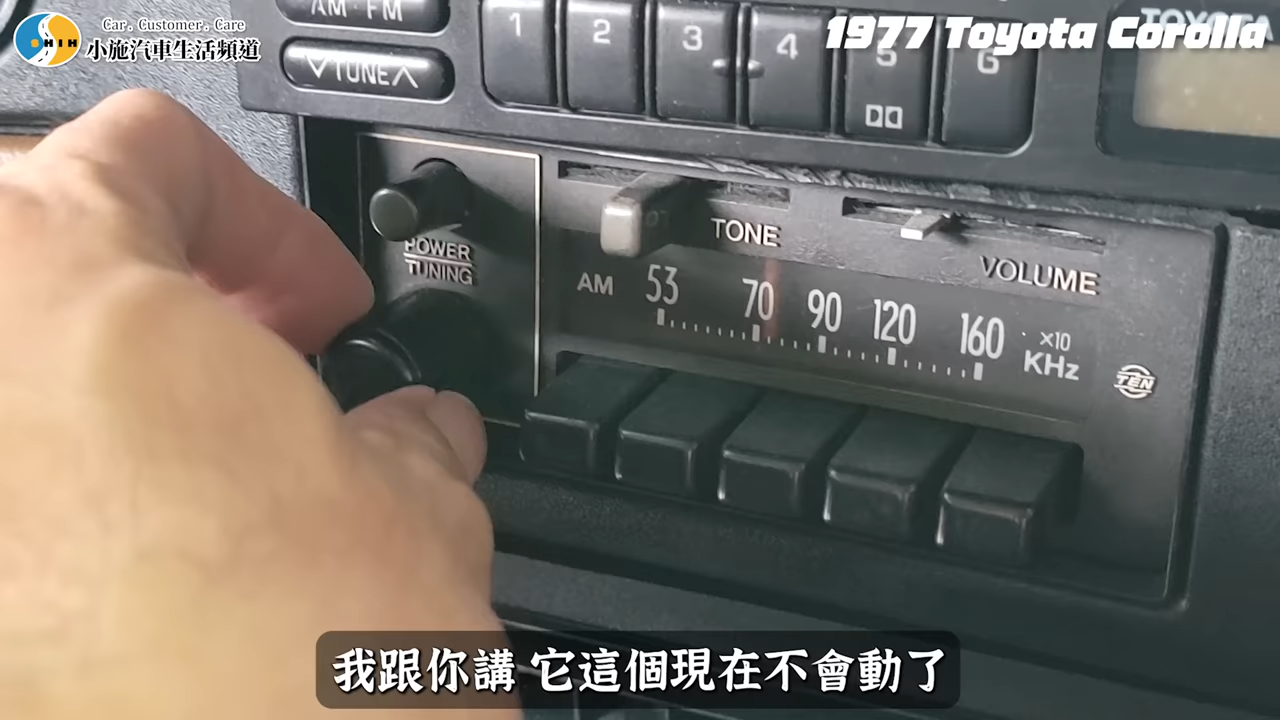 Car. Customer. Care
SHIH
小施汽車生活頻道
1977 Toyota Corolla
AM·FM
1 2 3 4 5 6
TOYOTA
TUNE
POWER
TUNING
TONE
VOLUME
AM 53 70 90 120 160 ×10
KHz
TEN
我跟你講 它這個現在不會動了